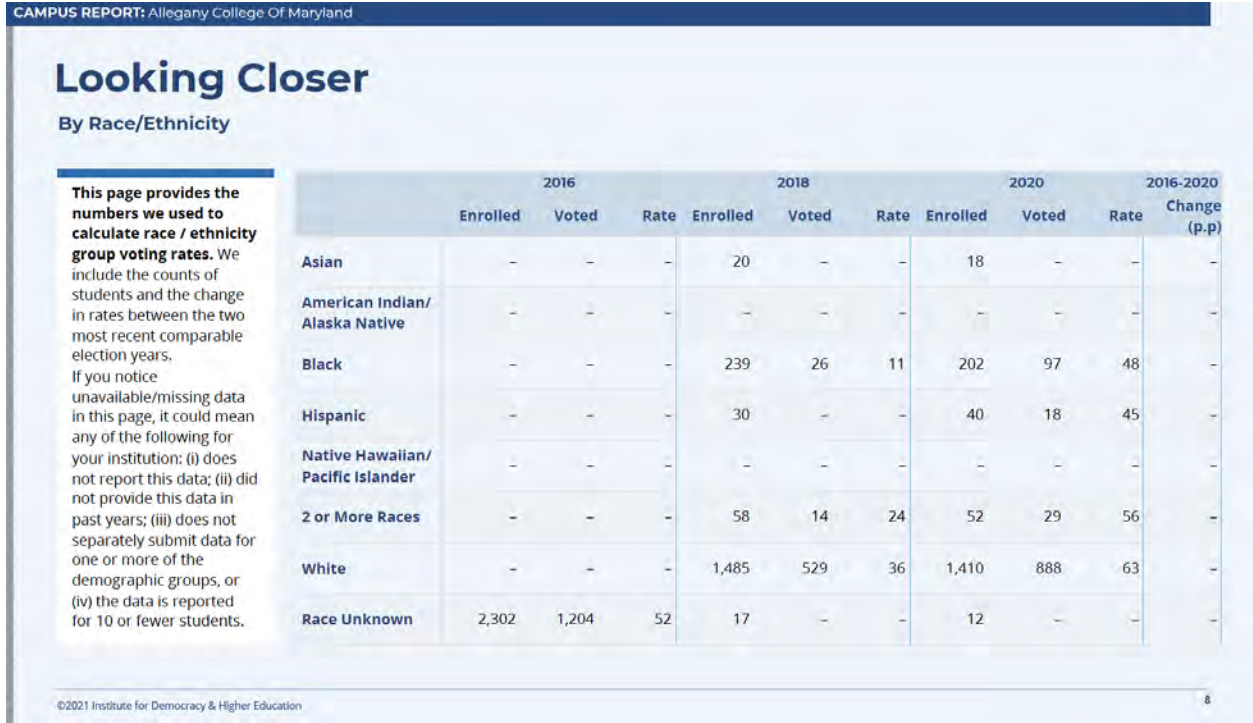 CAMPUS REPORT: Allegany College Of Maryland
Looking Closer
By Race/Ethnicity
This page provides the
numbers we used to
calculate race / ethnicity
group voting rates. We
include the counts of
students and the change
in rates between the two
most recent comparable
election years.
If you notice
unavailable/missing data
in this page, it could mean
any of the following for
your institution: (i) does
not report this data; (ii) did
not provide this data in
past years; (iii) does not
separately submit data for
one or more of the
demographic groups, or
(iv) the data is reported
for 10 or fewer students.
2016 2018 2020 2016-2020
Enrolled Voted Rate Enrolled Voted Rate Enrolled Voted Rate Change
(p.p)
Asian – – – 20 – – 18 – – –
American Indian/
Alaska Native – – – – – – – – – –
Black – – – 239 26 11 202 97 48 –
Hispanic – – – 30 – – 40 18 45 –
Native Hawaiian/
Pacific Islander – – – – – – – – – –
2 or More Races – – – 58 14 24 52 29 56 –
White – – – 1,485 529 36 1,410 888 63 –
Race Unknown 2,302 1,204 52 17 – – 12 – – –
©2021 Institute for Democracy & Higher Education
8